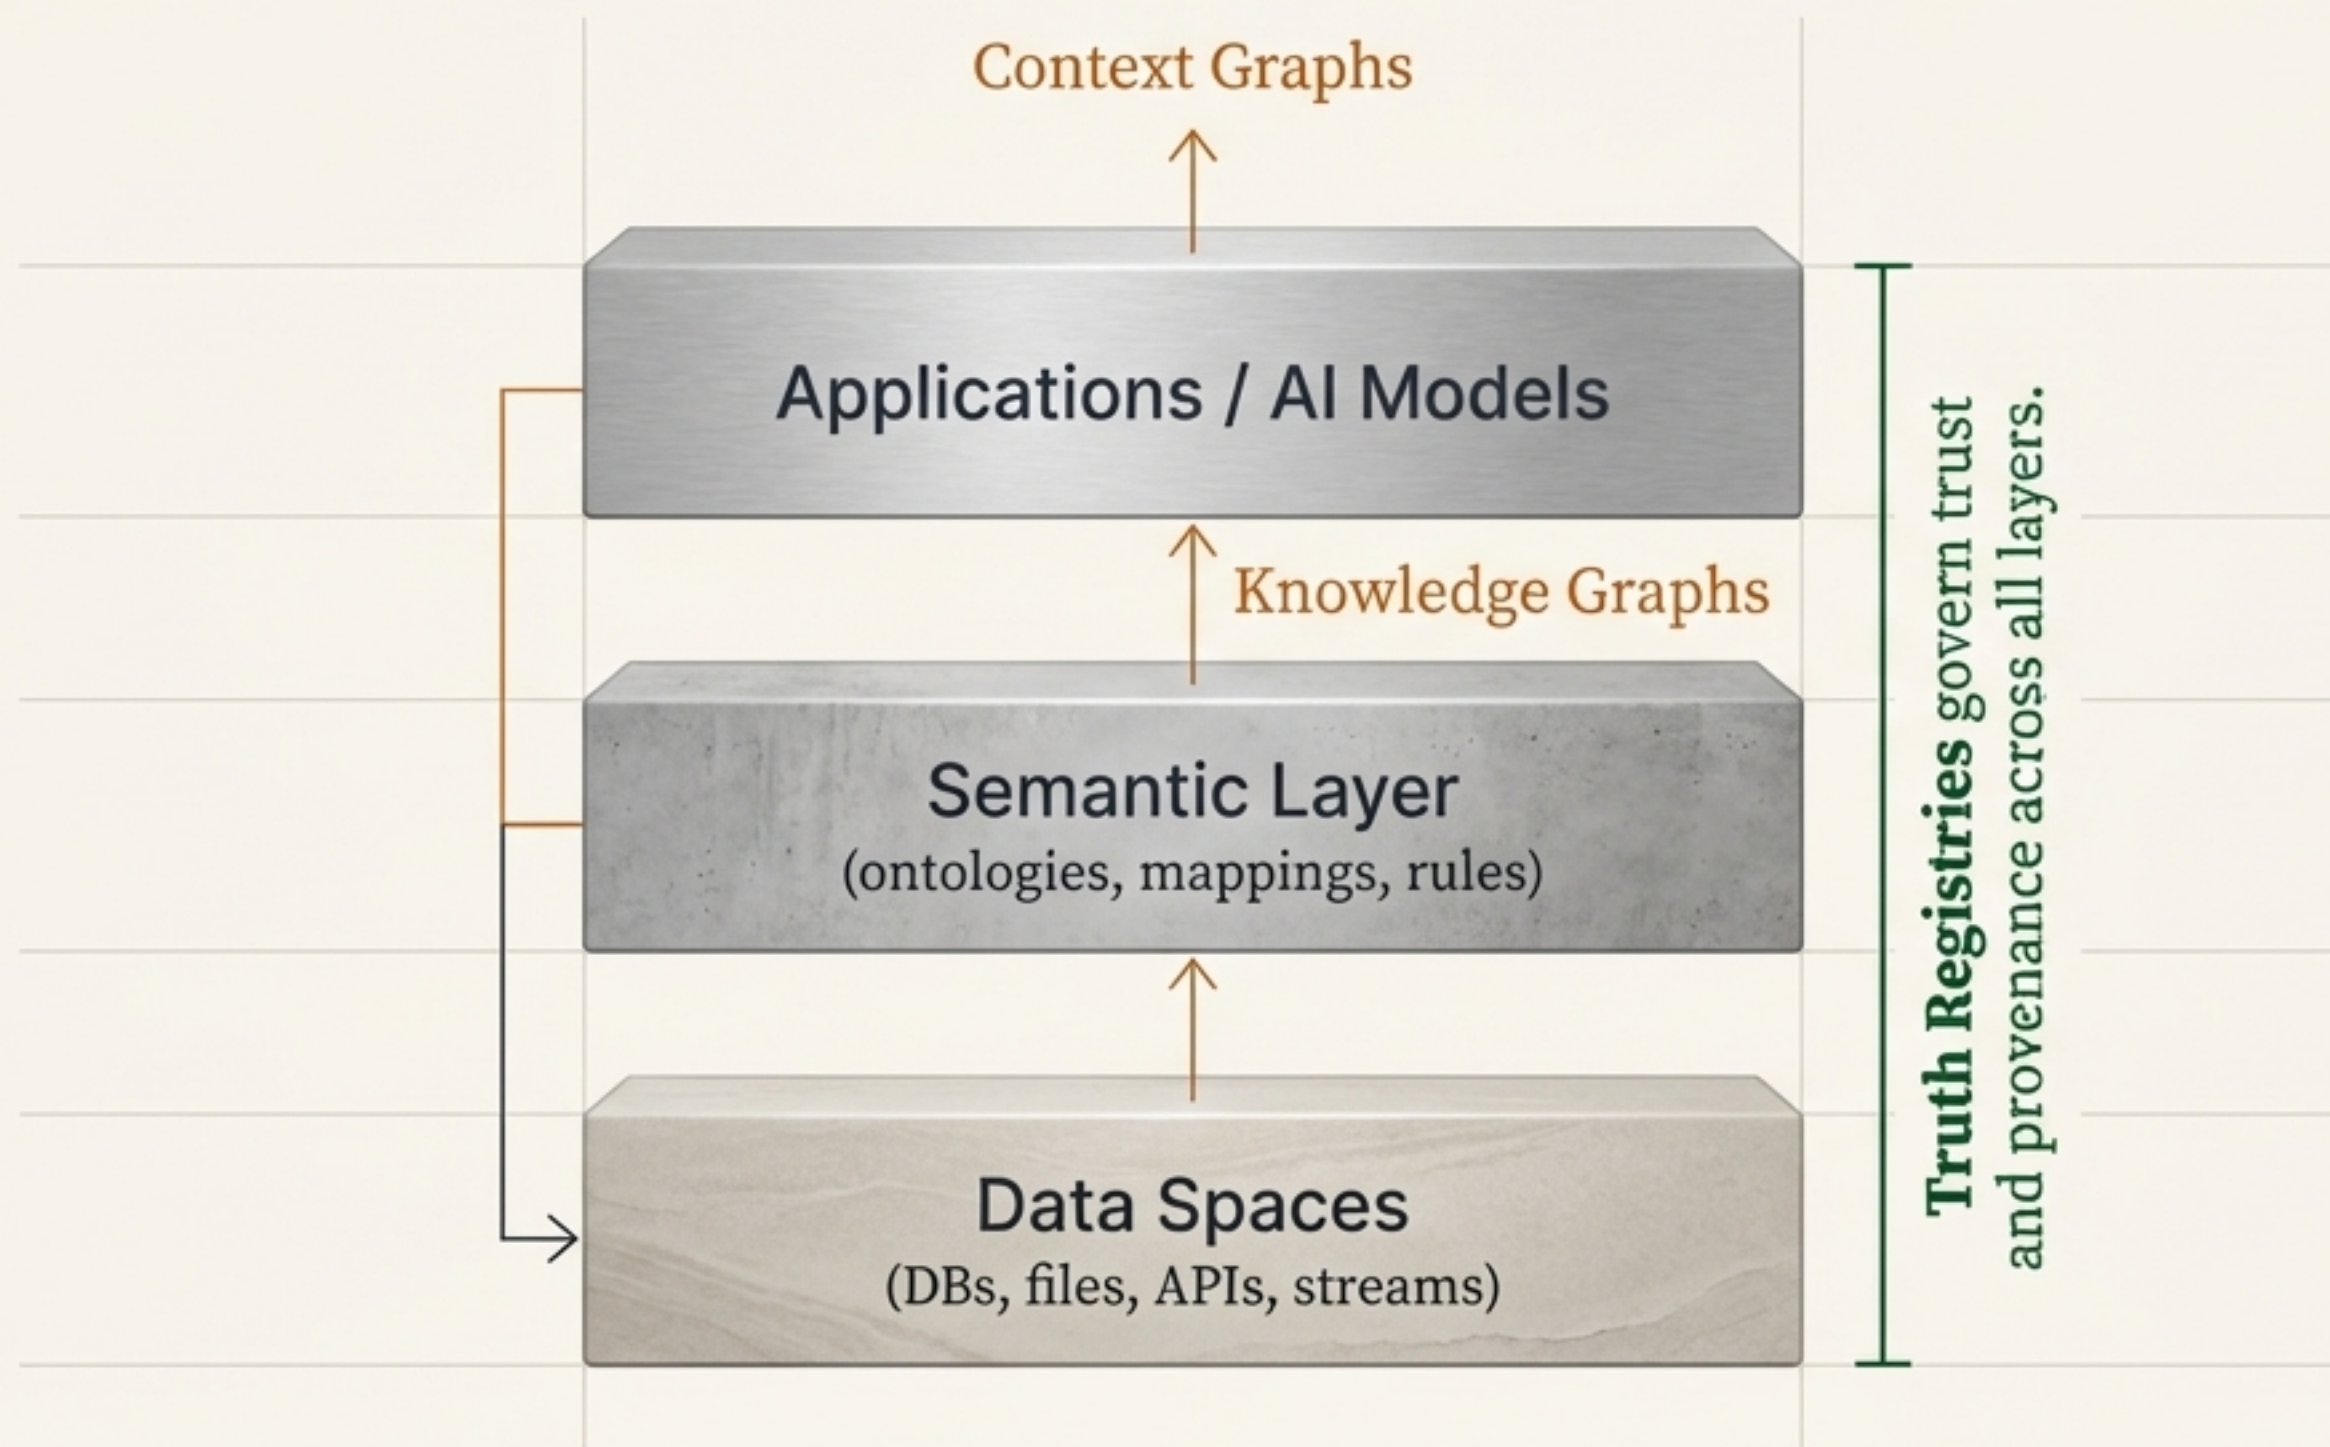 Context Graphs
Applications / AI Models
Knowledge Graphs
Semantic Layer
(ontologies, mappings, rules)
Data Spaces
(DBs, files, APIs, streams)
Truth Registries govern trust
and provenance across all layers.